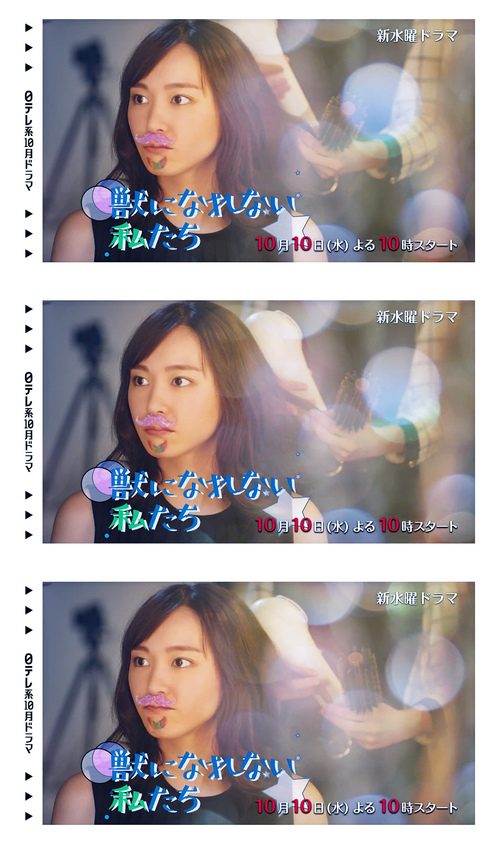 ▶▶▶ 日テレ系10月ドラマ ▶▶▶
新水曜ドラマ
獣になれない
私たち
10月10日(水) よる10時スタート
▶▶▶ 日テレ系10月ドラマ ▶▶▶
新水曜ドラマ
獣になれない
私たち
10月10日(水) よる10時スタート
▶▶▶ 日テレ系10月ドラマ ▶▶▶
新水曜ドラマ
獣になれない
私たち
10月10日(水) よる10時スタート